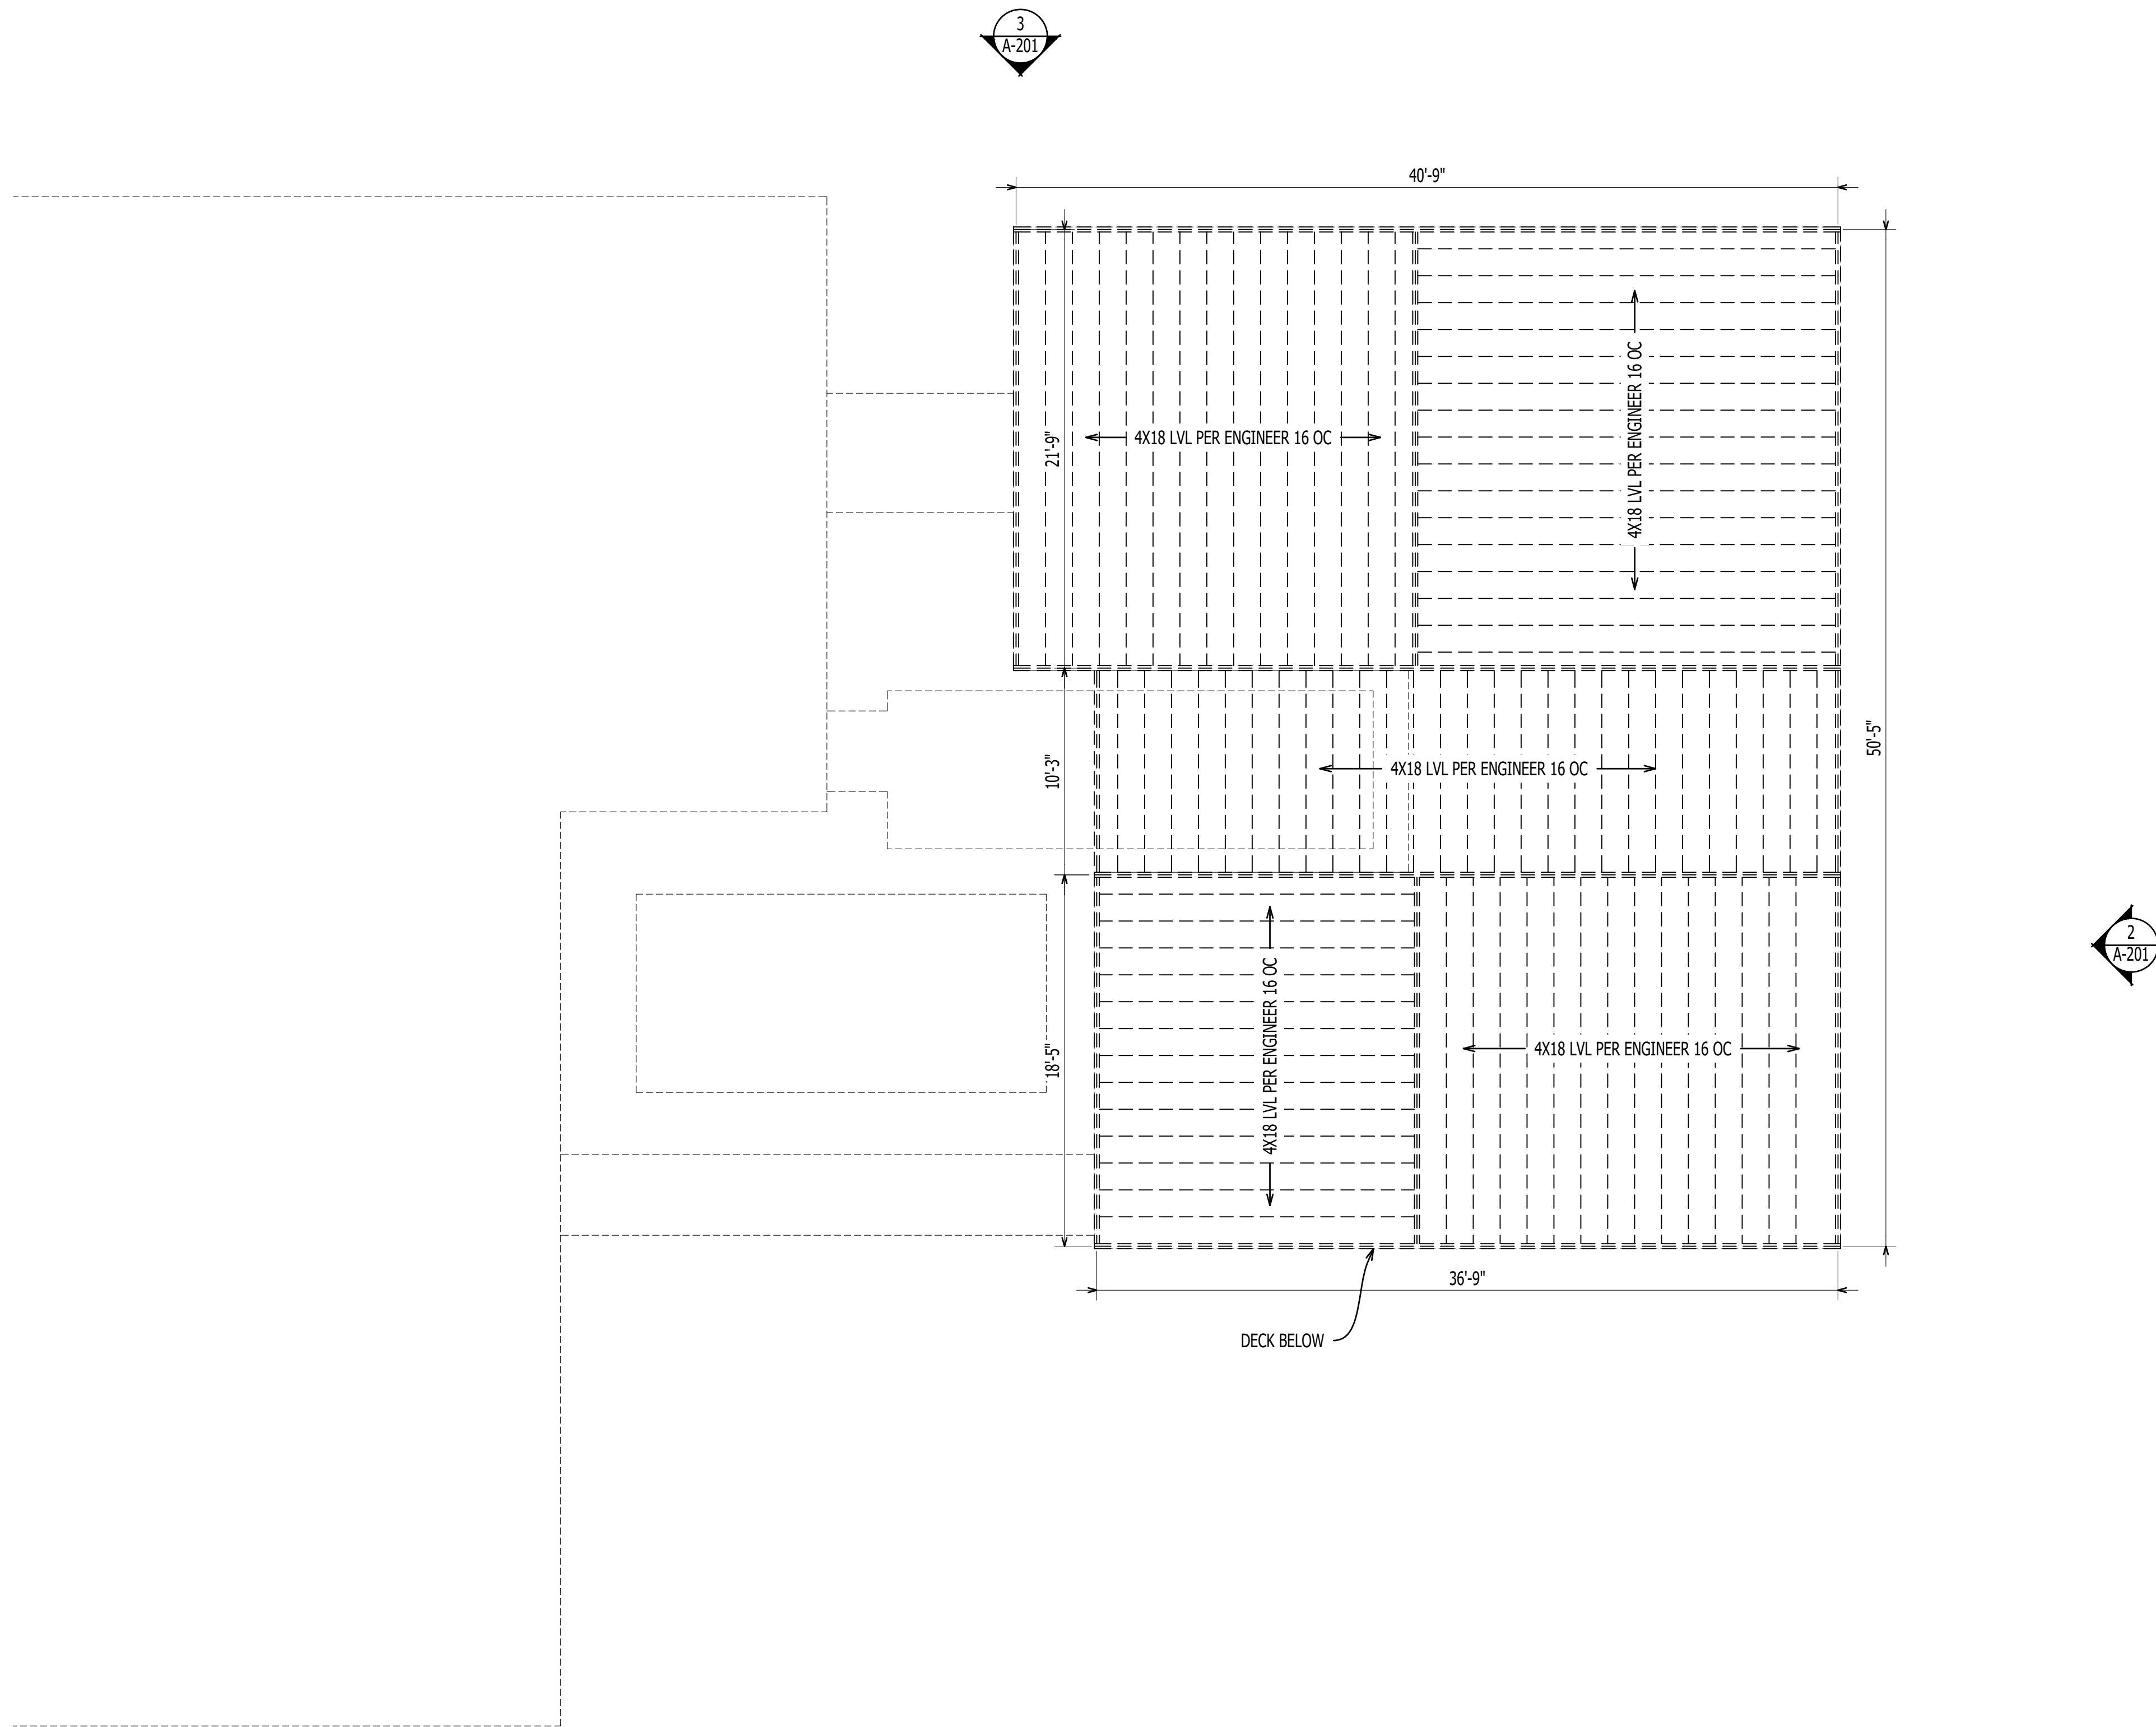 3
A-201
40'-9"
21'-9"
4X18 LVL PER ENGINEER 16 OC
4X18 LVL PER ENGINEER 16 OC
10'-3"
4X18 LVL PER ENGINEER 16 OC
50'-5"
2
A-201
18'-5"
4X18 LVL PER ENGINEER 16 OC
4X18 LVL PER ENGINEER 16 OC
36'-9"
DECK BELOW